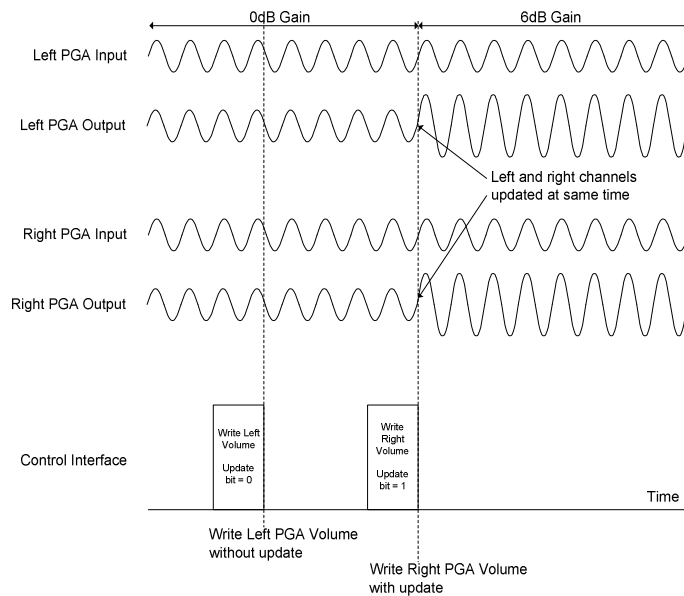 0dB Gain
6dB Gain
Left PGA Input
Left PGA Output
Left and right channels
updated at same time
Right PGA Input
Right PGA Output
Control Interface
Write Left
Volume
Update
bit = 0
Write
Right
Volume
Update
bit = 1
Time
Write Left PGA Volume
without update
Write Right PGA Volume
with update